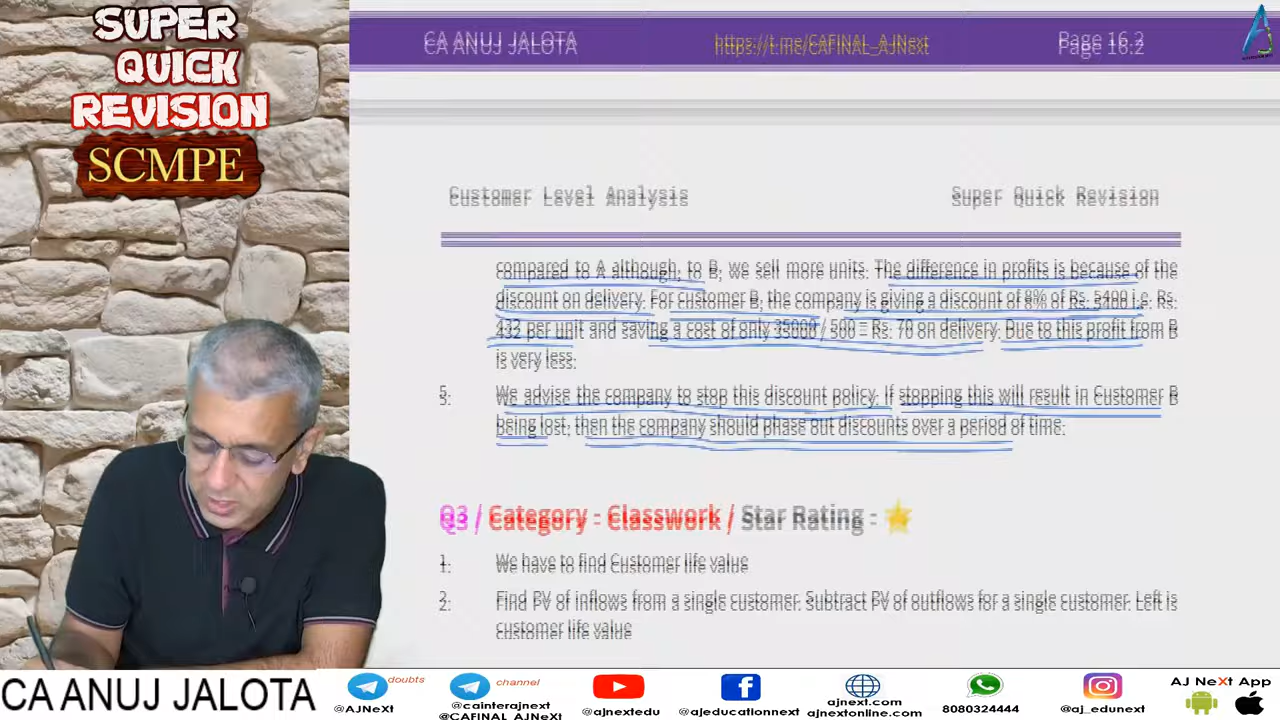 SUPER
QUICK
REVISION
SCMPE
CA ANUJ JALOTA https://t.me/CAFINAL_AJNext Page 16.2
Customer Level Analysis Super Quick Revision
compared to A although, to B, we sell more units. The difference in profits is because of the
discount on delivery. For customer B, the company is giving a discount of 8% of Rs. 5400 i.e. Rs.
432 per unit and saving a cost of only 35000 / 500 = Rs. 70 on delivery. Due to this profit from B
is very less.
5. We advise the company to stop this discount policy. If stopping this will result in Customer B
being lost, then the company should phase out discounts over a period of time.
Q3 / Category - Classwork / Star Rating -
1. We have to find Customer life value
2. Find PV of inflows from a single customer. Subtract PV of outflows for a single customer. Left is
customer life value
CA ANUJ JALOTA
doubts
@AJNeXt
channel
@cainterajnext
@CAFINAL_AJNeXt
@ajnextedu
@ajeducationnext
ajnext.com
ajnextonline.com
8080324444
@aj_edunext
AJ NeXt App